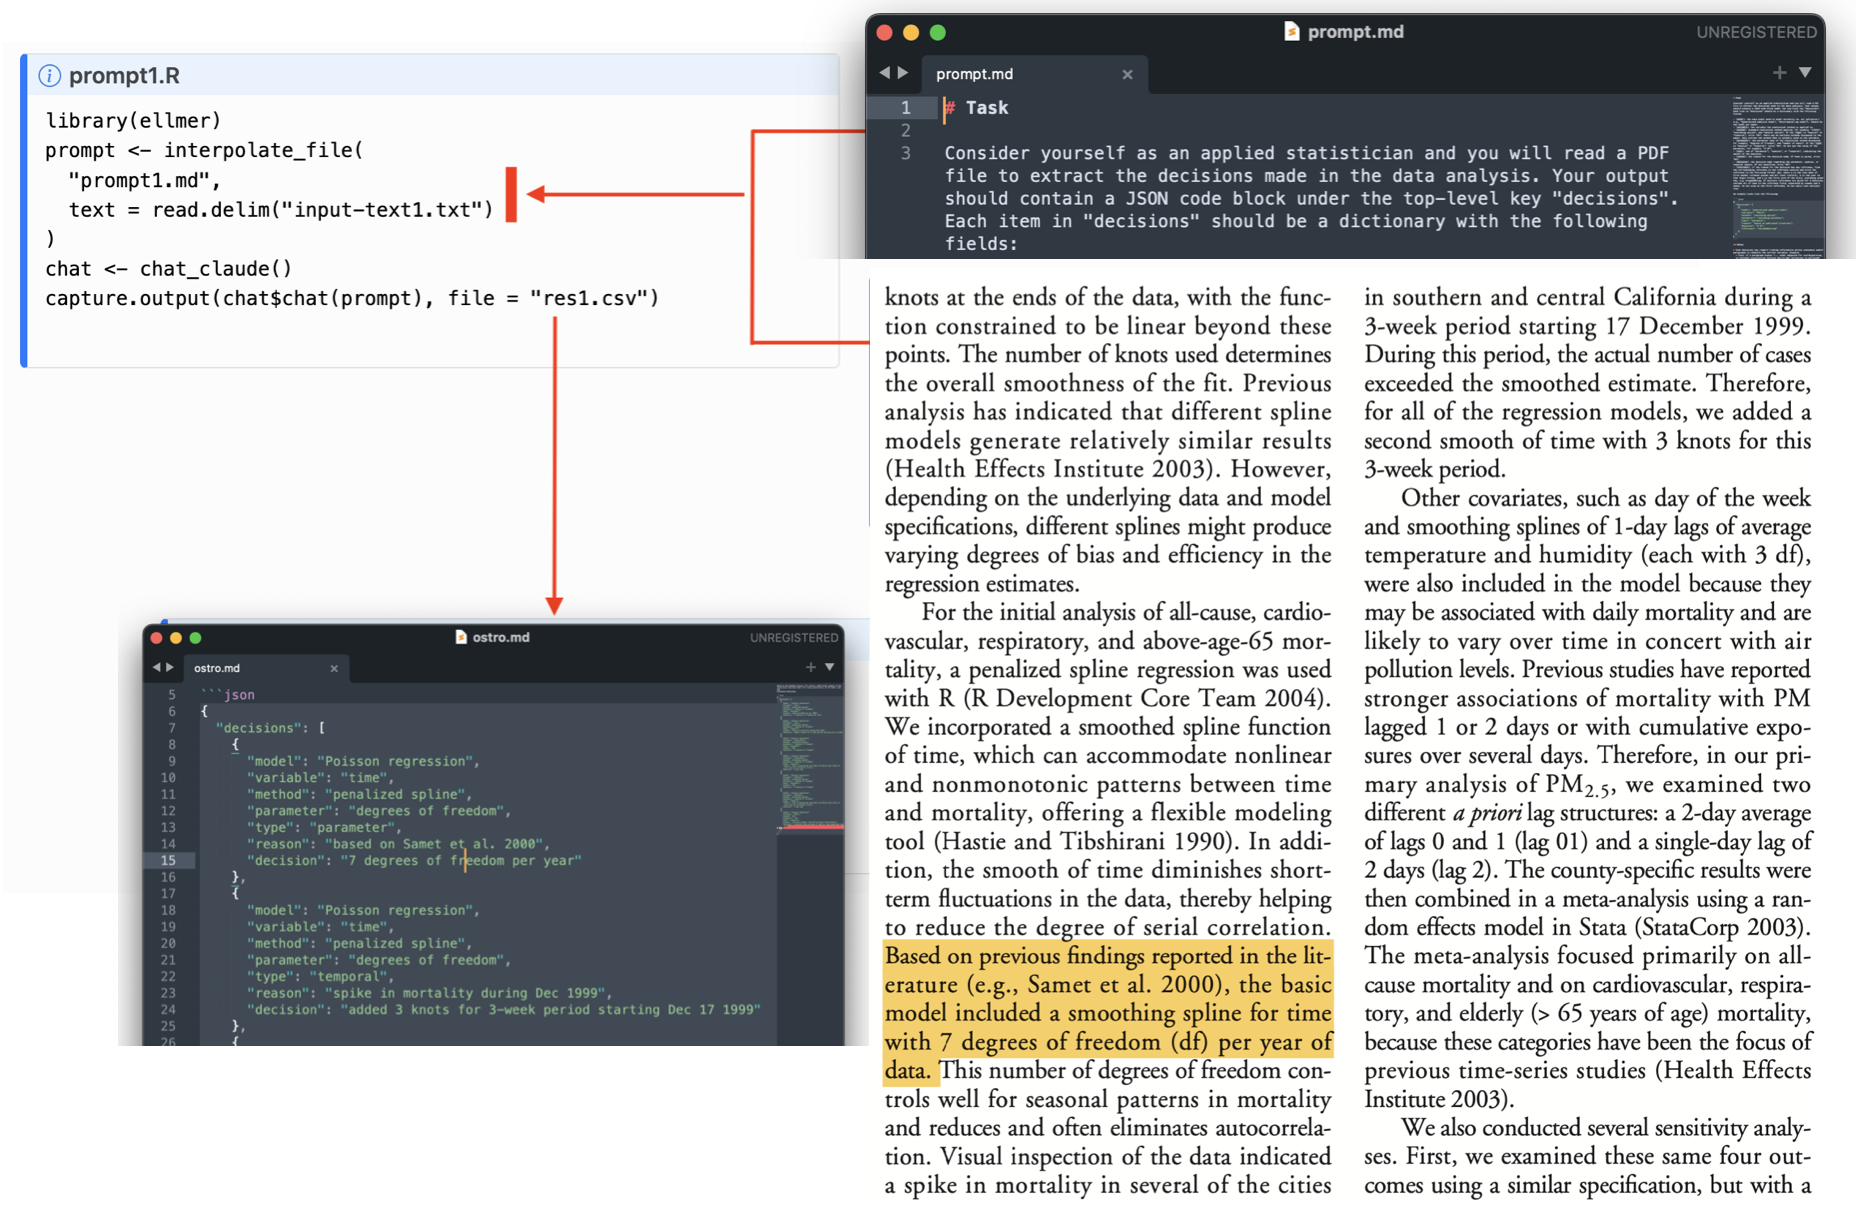 prompt1.R
library(ellmer)
prompt <- interpolate_file(
"prompt1.md",
text = read.delim("input-text1.txt")
)
chat <- chat_claude()
capture.output(chat$chat(prompt), file = "res1.csv")
prompt.md
UNREGISTERED
prompt.md
1 # Task
2
3 Consider yourself as an applied statistician and you will read a PDF
file to extract the decisions made in the data analysis. Your output
should contain a JSON code block under the top-level key "decisions".
Each item in "decisions" should be a dictionary with the following
fields:
ostro.md
UNREGISTERED
ostro.md
5 ```json
6 {
7 "decisions": [
8 {
9 "model": "Poisson regression",
10 "variable": "time",
11 "method": "penalized spline",
12 "parameter": "degrees of freedom",
13 "type": "parameter",
14 "reason": "based on Samet et al. 2000",
15 "decision": "7 degrees of freedom per year"
16 },
17 {
18 "model": "Poisson regression",
19 "variable": "time",
20 "method": "penalized spline",
21 "parameter": "degrees of freedom",
22 "type": "temporal",
23 "reason": "spike in mortality during Dec 1999",
24 "decision": "added 3 knots for 3-week period starting Dec 17 1999"
25 },
26 {
knots at the ends of the data, with the func-
tion constrained to be linear beyond these
points. The number of knots used determines
the overall smoothness of the fit. Previous
analysis has indicated that different spline
models generate relatively similar results
(Health Effects Institute 2003). However,
depending on the underlying data and model
specifications, different splines might produce
varying degrees of bias and efficiency in the
regression estimates.
For the initial analysis of all-cause, cardio-
vascular, respiratory, and above-age-65 mor-
tality, a penalized spline regression was used
with R (R Development Core Team 2004).
We incorporated a smoothed spline function
of time, which can accommodate nonlinear
and nonmonotonic patterns between time
and mortality, offering a flexible modeling
tool (Hastie and Tibshirani 1990). In addi-
tion, the smooth of time diminishes short-
term fluctuations in the data, thereby helping
to reduce the degree of serial correlation.
Based on previous findings reported in the lit-
erature (e.g., Samet et al. 2000), the basic
model included a smoothing spline for time
with 7 degrees of freedom (df) per year of
data. This number of degrees of freedom con-
trols well for seasonal patterns in mortality
and reduces and often eliminates autocorrela-
tion. Visual inspection of the data indicated
a spike in mortality in several of the cities
in southern and central California during a
3-week period starting 17 December 1999.
During this period, the actual number of cases
exceeded the smoothed estimate. Therefore,
for all of the regression models, we added a
second smooth of time with 3 knots for this
3-week period.
Other covariates, such as day of the week
and smoothing splines of 1-day lags of average
temperature and humidity (each with 3 df),
were also included in the model because they
may be associated with daily mortality and are
likely to vary over time in concert with air
pollution levels. Previous studies have reported
stronger associations of mortality with PM
lagged 1 or 2 days or with cumulative expo-
sures over several days. Therefore, in our pri-
mary analysis of PM2.5, we examined two
different a priori lag structures: a 2-day average
of lags 0 and 1 (lag 01) and a single-day lag of
2 days (lag 2). The county-specific results were
then combined in a meta-analysis using a ran-
dom effects model in Stata (StataCorp 2003).
The meta-analysis focused primarily on all-
cause mortality and on cardiovascular, respira-
tory, and elderly (> 65 years of age) mortality,
because these categories have been the focus of
previous time-series studies (Health Effects
Institute 2003).
We also conducted several sensitivity analy-
ses. First, we examined these same four out-
comes using a similar specification, but with a